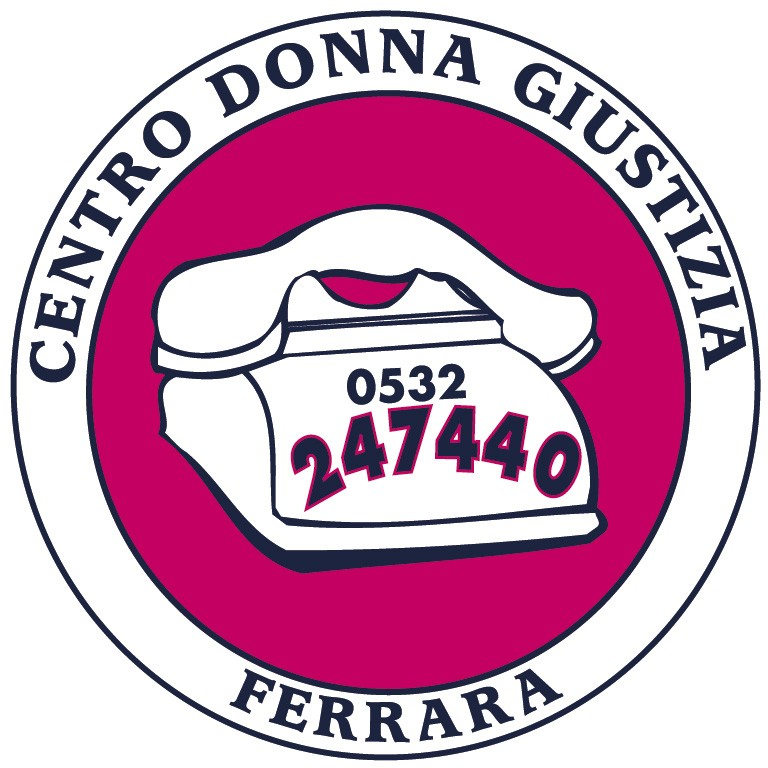 CENTRO DONNA GIUSTIZIA
0532
247440
FERRARA